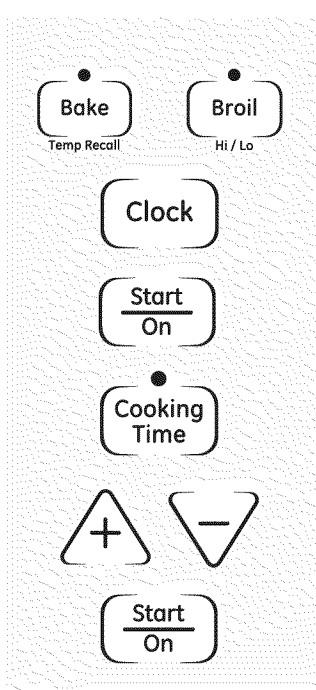 Bake Broil
Temp Recall Hi / Lo
Clock
Start
On
Cooking
Time
+ −
Start
On